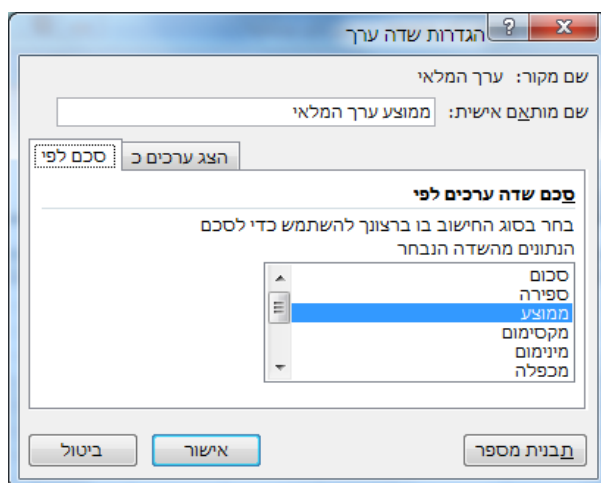 הגדרות שדה ערך
שם מקור: ערך המלאי
שם מותאם אישית: ממוצע ערך המלאי
סכם לפי הצג ערכים כ
סכם שדה ערכים לפי
בחר בסוג החישוב בו ברצונך להשתמש כדי לסכם
הנתונים מהשדה הנבחר
סכום
ספירה
ממוצע
מקסימום
מינימום
מכפלה
תבנית מספר אישור ביטול